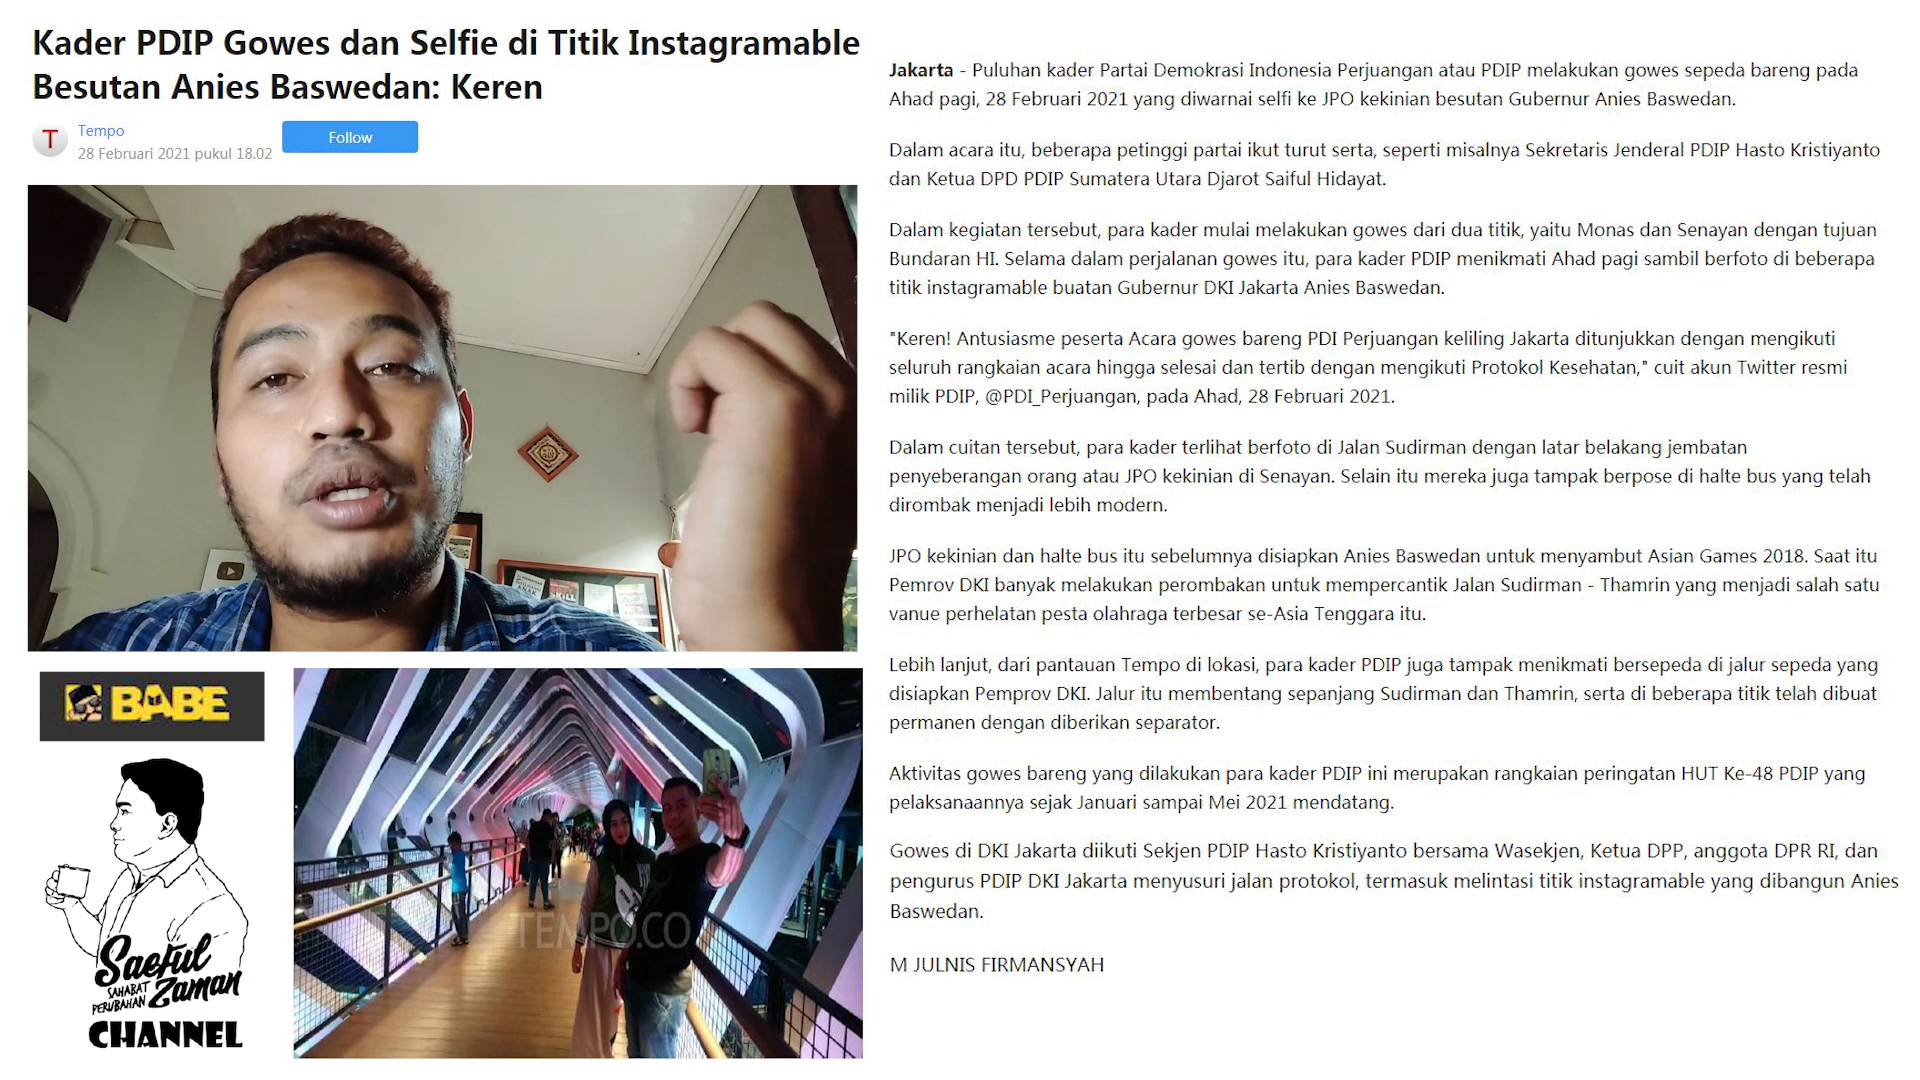 Kader PDIP Gowes dan Selfie di Titik Instagramable
Besutan Anies Baswedan: Keren
T
Tempo
28 Februari 2021 pukul 18.02
Follow
BABE
Saeful
Zaman
SAHABAT
PERUBAHAN
CHANNEL
TEMPO.CO
Jakarta - Puluhan kader Partai Demokrasi Indonesia Perjuangan atau PDIP melakukan gowes sepeda bareng pada
Ahad pagi, 28 Februari 2021 yang diwarnai selfi ke JPO kekinian besutan Gubernur Anies Baswedan.
Dalam acara itu, beberapa petinggi partai ikut turut serta, seperti misalnya Sekretaris Jenderal PDIP Hasto Kristiyanto
dan Ketua DPD PDIP Sumatera Utara Djarot Saiful Hidayat.
Dalam kegiatan tersebut, para kader mulai melakukan gowes dari dua titik, yaitu Monas dan Senayan dengan tujuan
Bundaran HI. Selama dalam perjalanan gowes itu, para kader PDIP menikmati Ahad pagi sambil berfoto di beberapa
titik instagramable buatan Gubernur DKI Jakarta Anies Baswedan.
"Keren! Antusiasme peserta Acara gowes bareng PDI Perjuangan keliling Jakarta ditunjukkan dengan mengikuti
seluruh rangkaian acara hingga selesai dan tertib dengan mengikuti Protokol Kesehatan," cuit akun Twitter resmi
milik PDIP, @PDI_Perjuangan, pada Ahad, 28 Februari 2021.
Dalam cuitan tersebut, para kader terlihat berfoto di Jalan Sudirman dengan latar belakang jembatan
penyeberangan orang atau JPO kekinian di Senayan. Selain itu mereka juga tampak berpose di halte bus yang telah
dirombak menjadi lebih modern.
JPO kekinian dan halte bus itu sebelumnya disiapkan Anies Baswedan untuk menyambut Asian Games 2018. Saat itu
Pemrov DKI banyak melakukan perombakan untuk mempercantik Jalan Sudirman - Thamrin yang menjadi salah satu
vanue perhelatan pesta olahraga terbesar se-Asia Tenggara itu.
Lebih lanjut, dari pantauan Tempo di lokasi, para kader PDIP juga tampak menikmati bersepeda di jalur sepeda yang
disiapkan Pemprov DKI. Jalur itu membentang sepanjang Sudirman dan Thamrin, serta di beberapa titik telah dibuat
permanen dengan diberikan separator.
Aktivitas gowes bareng yang dilakukan para kader PDIP ini merupakan rangkaian peringatan HUT Ke-48 PDIP yang
pelaksanaannya sejak Januari sampai Mei 2021 mendatang.
Gowes di DKI Jakarta diikuti Sekjen PDIP Hasto Kristiyanto bersama Wasekjen, Ketua DPP, anggota DPR RI, dan
pengurus PDIP DKI Jakarta menyusuri jalan protokol, termasuk melintasi titik instagramable yang dibangun Anies
Baswedan.
M JULNIS FIRMANSYAH